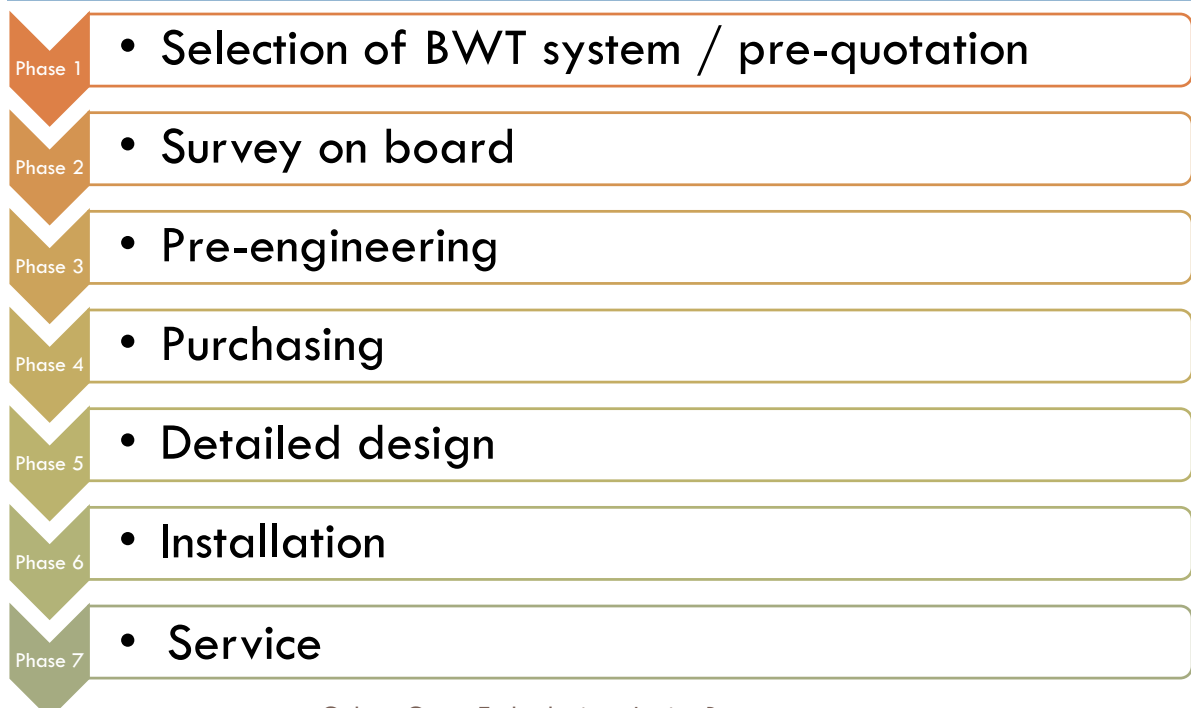 Phase 1
• Selection of BWT system / pre-quotation
Phase 2
• Survey on board
Phase 3
• Pre-engineering
Phase 4
• Purchasing
Phase 5
• Detailed design
Phase 6
• Installation
Phase 7
• Service